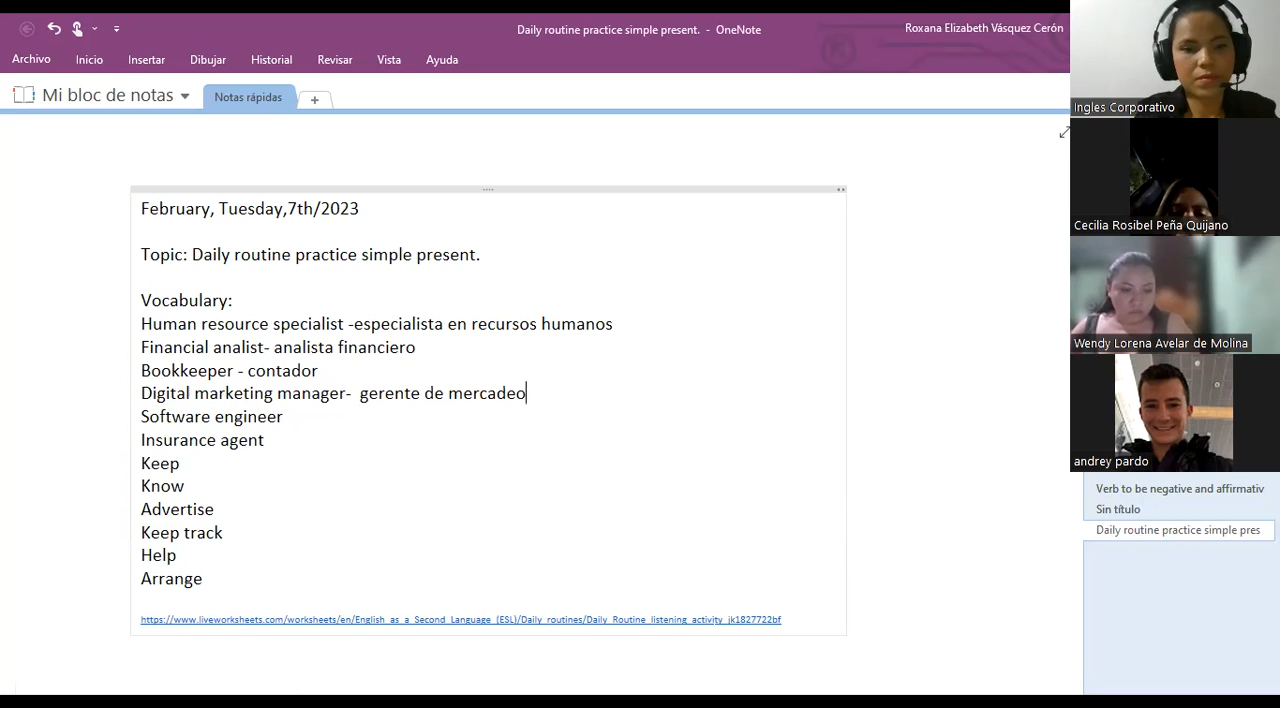 Daily routine practice simple present. - OneNote
Roxana Elizabeth Vásquez Cerón
Archivo
Inicio
Insertar
Dibujar
Historial
Revisar
Vista
Ayuda
Mi bloc de notas
Notas rápidas
February, Tuesday,7th/2023
Topic: Daily routine practice simple present.
Vocabulary:
Human resource specialist -especialista en recursos humanos
Financial analist- analista financiero
Bookkeeper - contador
Digital marketing manager-  gerente de mercadeo
Software engineer
Insurance agent
Keep
Know
Advertise
Keep track
Help
Arrange
https://www.liveworksheets.com/worksheets/en/English_as_a_Second_Language_(ESL)/Daily_routines/Daily_Routine_listening_activity_jk1827722bf
Ingles Corporativo
Cecilia Rosibel Peña Quijano
Wendy Lorena Avelar de Molina
andrey pardo
Verb to be negative and affirmativ
Sin título
Daily routine practice simple pres